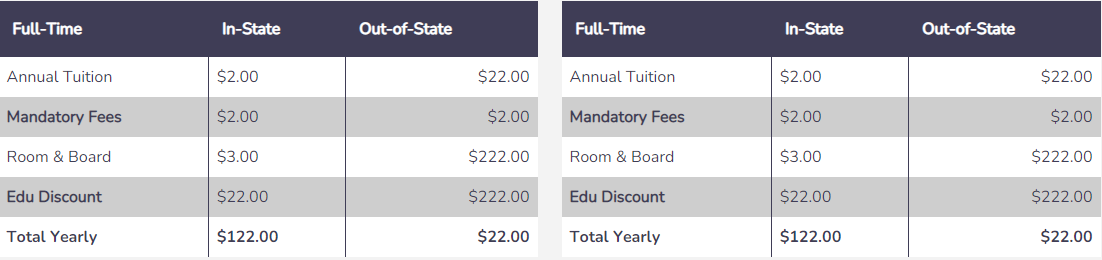 Full-Time In-State Out-of-State
Annual Tuition $2.00 $22.00
Mandatory Fees $2.00 $2.00
Room & Board $3.00 $222.00
Edu Discount $22.00 $222.00
Total Yearly $122.00 $22.00
Full-Time In-State Out-of-State
Annual Tuition $2.00 $22.00
Mandatory Fees $2.00 $2.00
Room & Board $3.00 $222.00
Edu Discount $22.00 $222.00
Total Yearly $122.00 $22.00